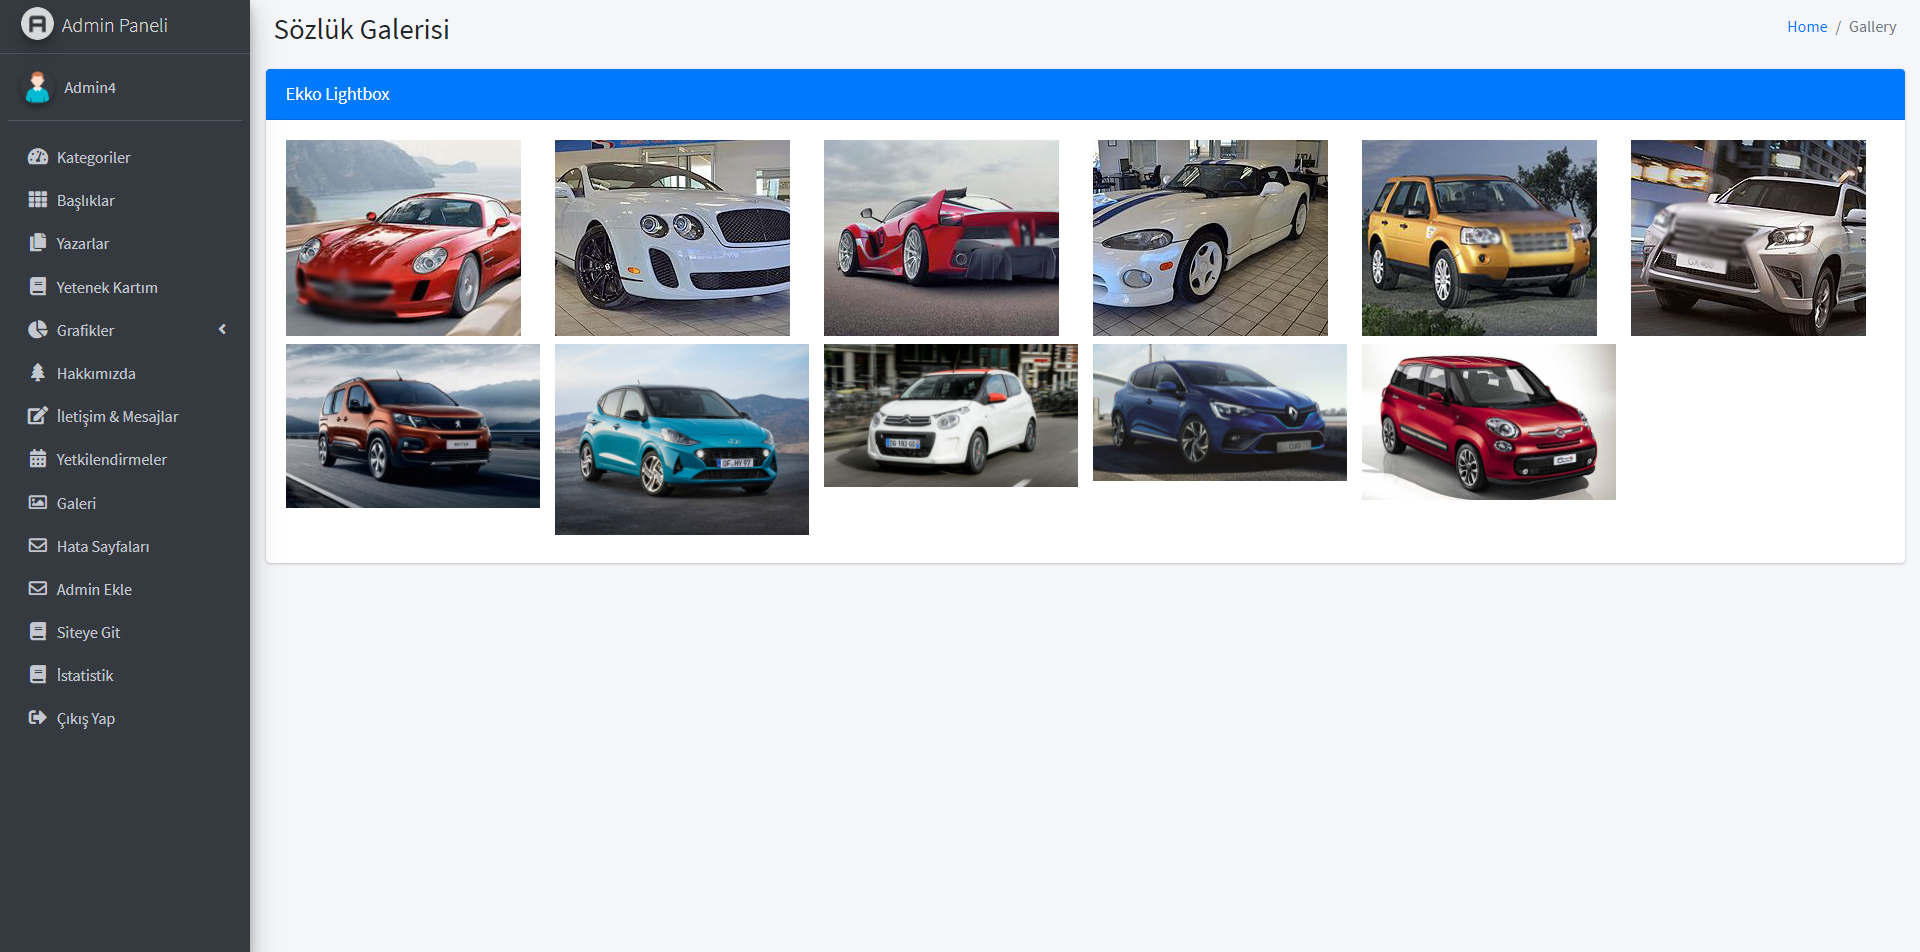 Admin Paneli
Admin4
Kategoriler
Başlıklar
Yazarlar
Yetenek Kartım
Grafikler
Hakkımızda
İletişim & Mesajlar
Yetkilendirmeler
Galeri
Hata Sayfaları
Admin Ekle
Siteye Git
İstatistik
Çıkış Yap
Sözlük Galerisi
Home / Gallery
Ekko Lightbox